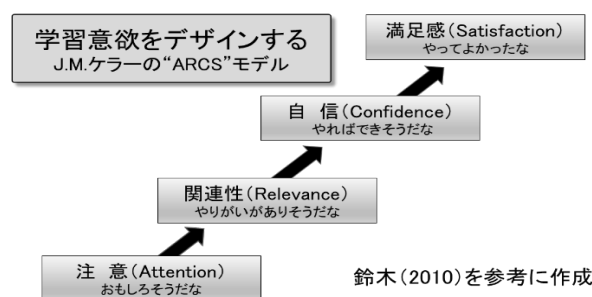 学習意欲をデザインする
J.M.ケラーの“ARCS”モデル
満足感(Satisfaction)
やってよかったな
自　信(Confidence)
やればできそうだな
関連性(Relevance)
やりがいがありそうだな
注　意(Attention)
おもしろそうだな
鈴木(2010)を参考に作成